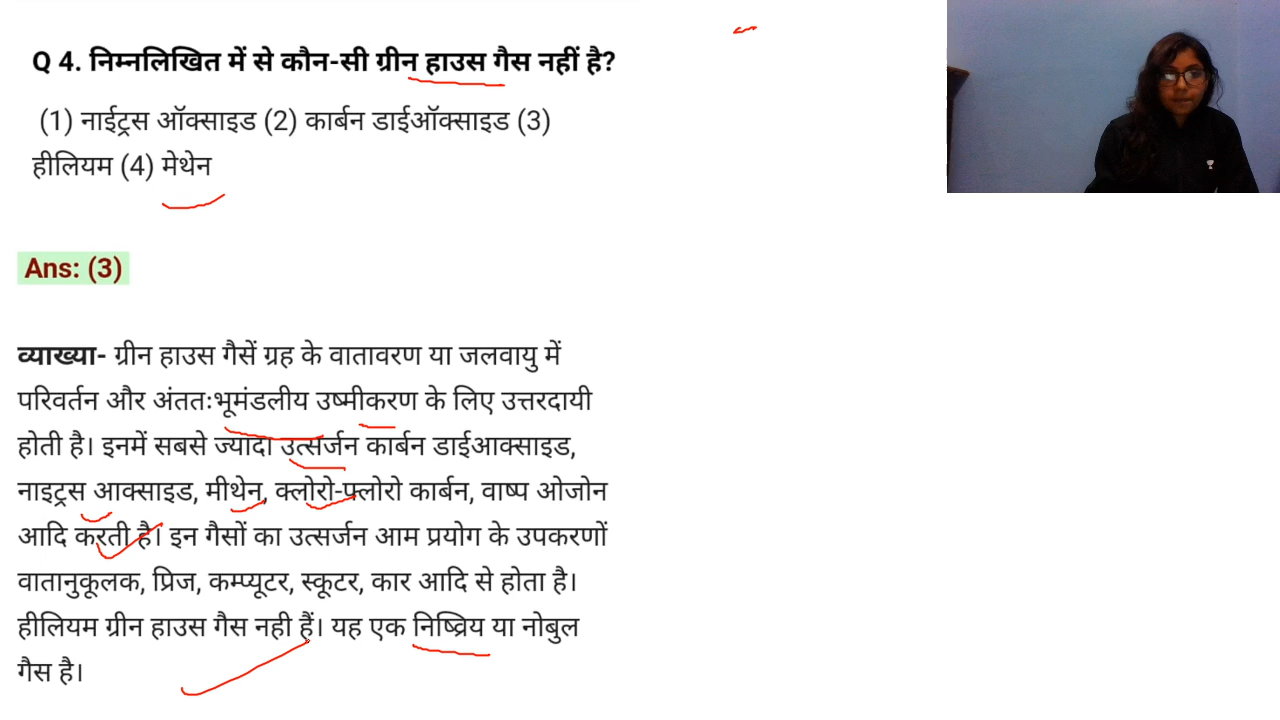 Q 4. निम्नलिखित में से कौन-सी ग्रीन हाउस गैस नहीं है?
(1) नाईट्रस ऑक्साइड (2) कार्बन डाईऑक्साइड (3)
हीलियम (4) मेथेन
Ans: (3)
व्याख्या- ग्रीन हाउस गैसें ग्रह के वातावरण या जलवायु में
परिवर्तन और अंततःभूमंडलीय उष्मीकरण के लिए उत्तरदायी
होती है। इनमें सबसे ज्यादा उत्सर्जन कार्बन डाईआक्साइड,
नाइट्रस आक्साइड, मीथेन, क्लोरो-फ्लोरो कार्बन, वाष्प ओजोन
आदि करती है। इन गैसों का उत्सर्जन आम प्रयोग के उपकरणों
वातानुकूलक, प्रिज, कम्प्यूटर, स्कूटर, कार आदि से होता है।
हीलियम ग्रीन हाउस गैस नही हैं। यह एक निष्व्रिय या नोबुल
गैस है।